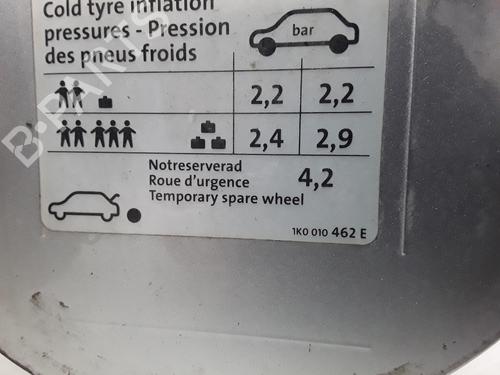 Cold tyre inflation
pressures - Pression
des pneus froids
bar
2,2 2,2
2,4 2,9
Notreserverad
Roue d'urgence 4,2
Temporary spare wheel
1K0 010 462 E
B-PARTS